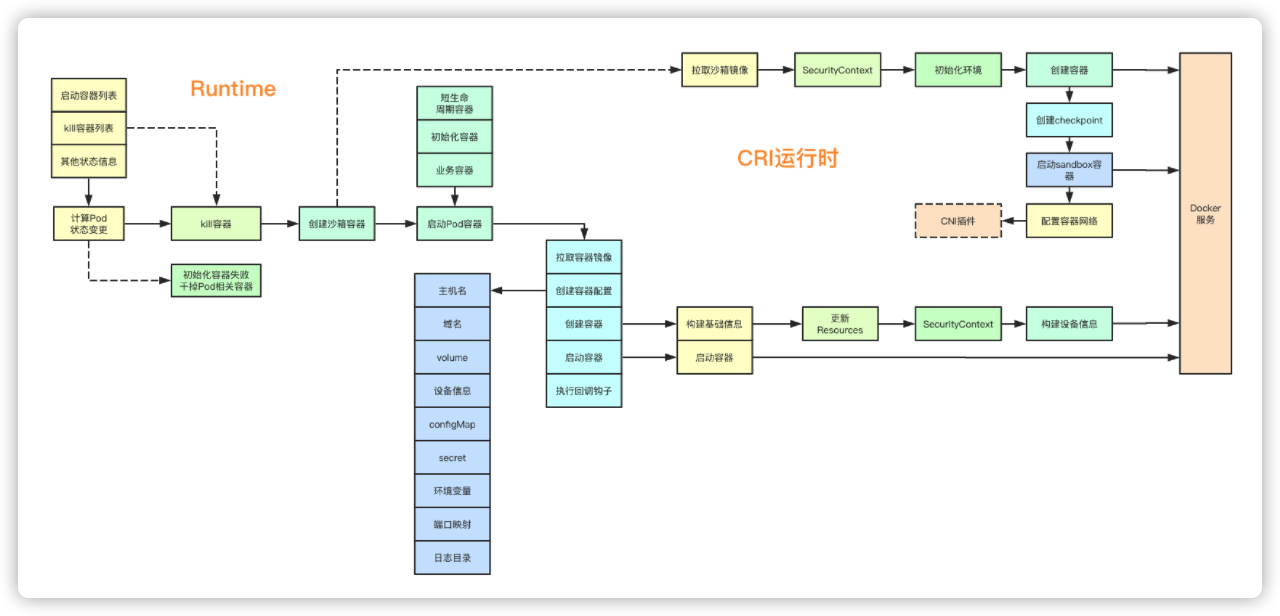 Runtime
启动容器列表
kill容器列表
其他状态信息
计算Pod
状态变更
kill容器
初始化容器失败
干掉Pod相关容器
创建沙箱容器
短生命
周期容器
初始化容器
业务容器
启动Pod容器
拉取容器镜像
创建容器配置
创建容器
启动容器
执行回调钩子
主机名
域名
volume
设备信息
configMap
secret
环境变量
端口映射
日志目录
CRI运行时
拉取沙箱镜像
SecurityContext
初始化环境
创建容器
创建checkpoint
启动sandbox容
器
配置容器网络
CNI插件
构建基础信息
更新
Resources
SecurityContext
构建设备信息
启动容器
Docker
服务